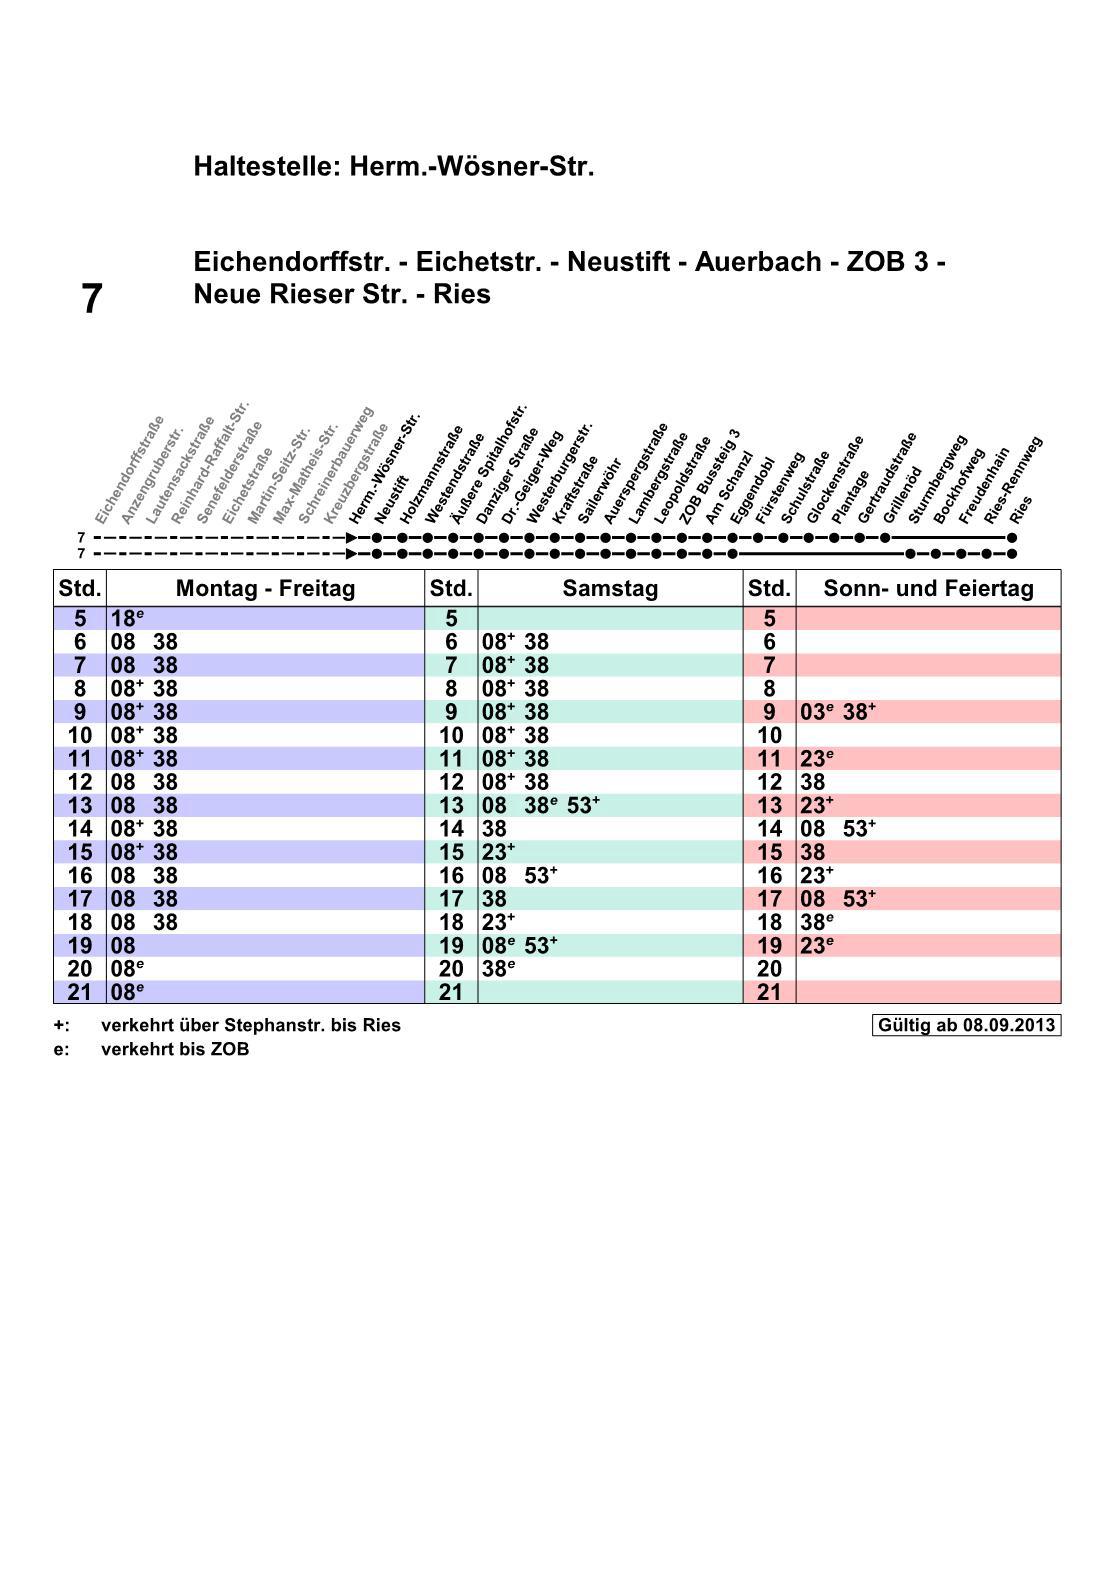 Haltestelle: Herm.-Wösner-Str.
7
Eichendorffstr. - Eichetstr. - Neustift - Auerbach - ZOB 3 -
Neue Rieser Str. - Ries
Eichendorffstraße
Anzengruberstr.
Lautensackstraße
Reinhard-Raffalt-Str.
Senefelderstraße
Eichetstraße
Martin-Seitz-Str.
Max-Matheis-Str.
Schreinerbauerweg
Kreuzbergstraße
Herm.-Wösner-Str.
Neustift
Holzmannstraße
Westendstraße
Äußere Spitalhofstr.
Danziger Straße
Dr.-Geiger-Weg
Westerburgerstr.
Kraftstraße
Sailerwöhr
Auerspergstraße
Lambergstraße
Leopoldstraße
ZOB Bussteig 3
Am Schanzl
Eggendobl
Fürstenweg
Schulstraße
Glockenstraße
Plantage
Gertraudstraße
Grillenöd
Sturmbergweg
Bockhofweg
Freudenhain
Ries-Rennweg
Ries
7
7
Std. Montag - Freitag Std. Samstag Std. Sonn- und Feiertag
5 18e 5 5
6 08 38 6 08+ 38 6
7 08 38 7 08+ 38 7
8 08+ 38 8 08+ 38 8
9 08+ 38 9 08+ 38 9 03e 38+
10 08+ 38 10 08+ 38 10
11 08+ 38 11 08+ 38 11 23e
12 08 38 12 08+ 38 12 38
13 08 38 13 08 38e 53+ 13 23+
14 08+ 38 14 38 14 08 53+
15 08+ 38 15 23+ 15 38
16 08 38 16 08 53+ 16 23+
17 08 38 17 38 17 08 53+
18 08 38 18 23+ 18 38e
19 08 19 08e 53+ 19 23e
20 08e 20 38e 20
21 08e 21 21
+: verkehrt über Stephanstr. bis Ries
Gültig ab 08.09.2013
e: verkehrt bis ZOB